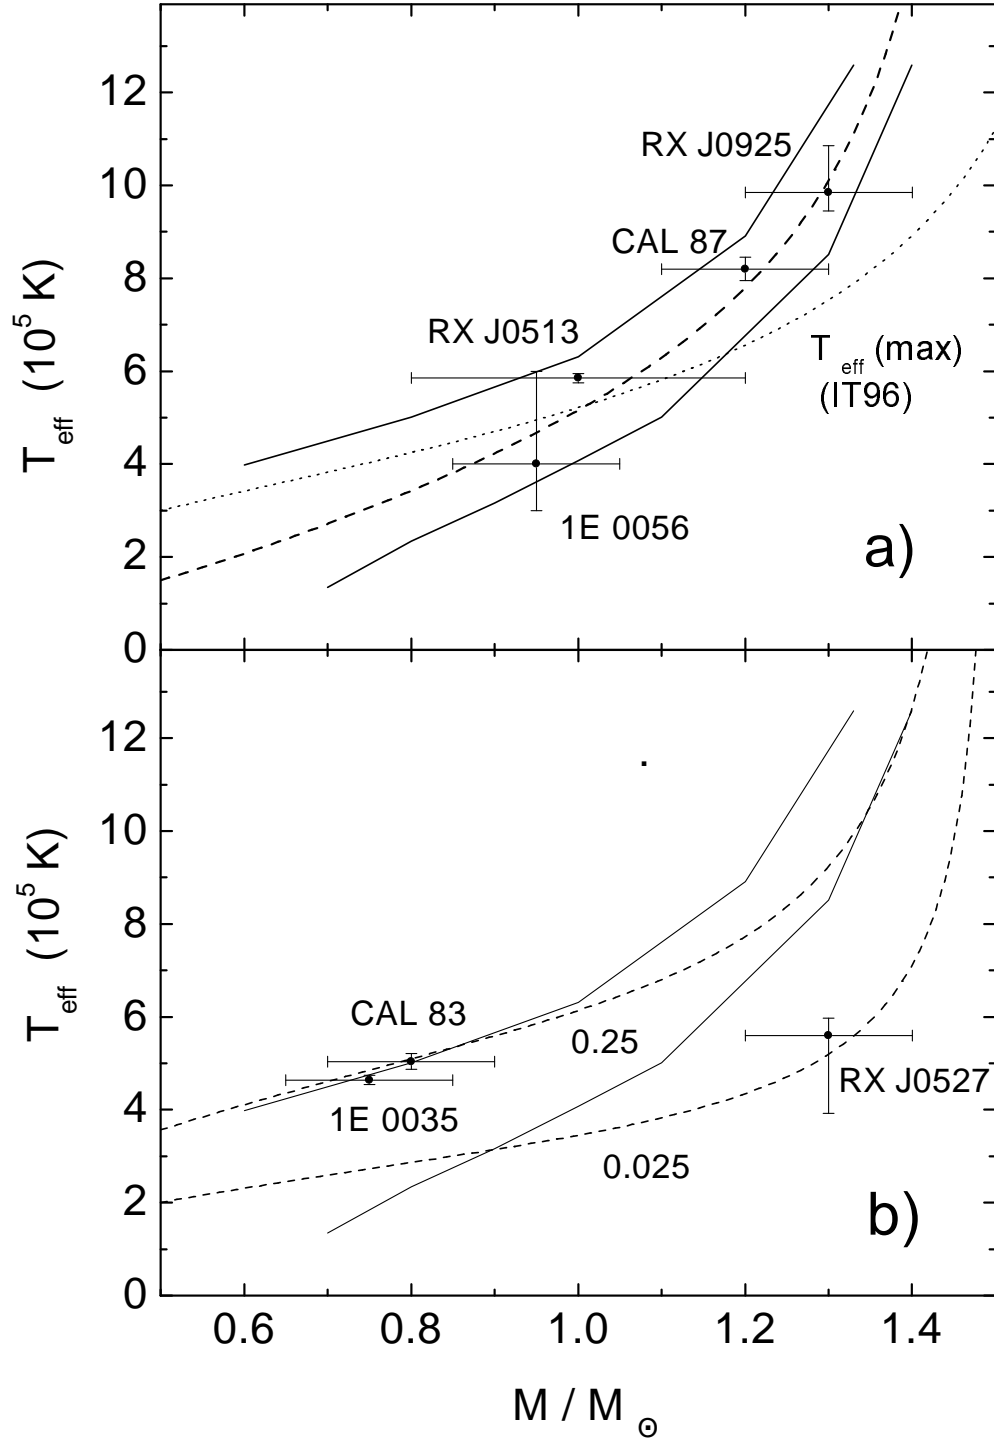 12
10
8
6
4
2
0
T_eff (10^5 K)
RX J0925
CAL 87
RX J0513
T_eff (max)
(IT96)
1E 0056
a)
12
10
8
6
4
2
0
T_eff (10^5 K)
CAL 83
0.25
RX J0527
1E 0035
0.025
b)
0.6 0.8 1.0 1.2 1.4
M / M_⊙